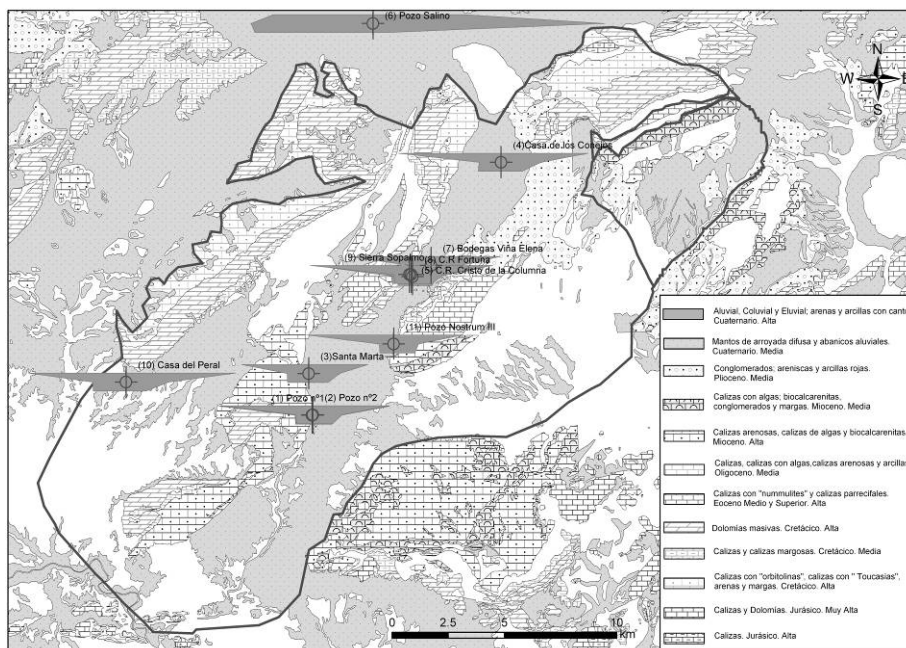 (6) Pozo Salino
N
W E
S
(4)Casa de los Conejos
(7) Bodegas Viña Elena
(9) Sierra Sopalmo (8) C.R Fortuna
(5) C.R. Cristo de la Columna
(11) Pozo Nostrum III
(3)Santa Marta
(10) Casa del Peral
(1) Pozo nº1(2) Pozo nº2
Aluvial, Coluvial y Eluvial; arenas y arcillas con cant
Cuaternario. Alta
Mantos de arroyada difusa y abanicos aluviales.
Cuaternario. Media
Conglomerados; areniscas y arcillas rojas.
Plioceno. Media
Calizas con algas; biocalcarenitas,
conglomerados y margas. Mioceno. Media
Calizas arenosas, calizas de algas y biocalcarenitas
Mioceno. Alta
Calizas, calizas con algas,calizas arenosas y arcillas
Oligoceno. Media
Calizas con "nummulites" y calizas parrecifales.
Eoceno Medio y Superior. Alta
Dolomías masivas. Cretácico. Alta
Calizas y calizas margosas. Cretácico. Media
Calizas con "orbitolinas", calizas con " Toucasias",
arenas y margas. Cretácico. Alta
Calizas y Dolomías. Jurásico. Muy Alta
Calizas. Jurásico. Alta
0 2.5 5 10
km